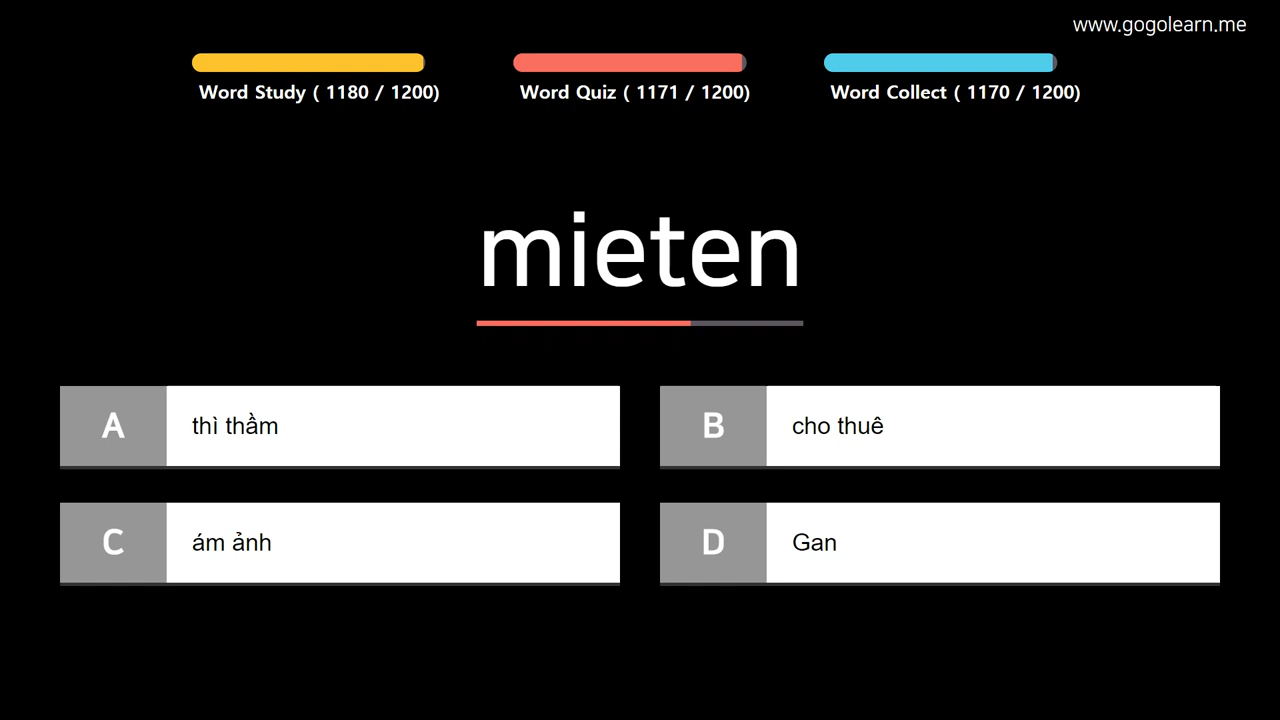 www.gogolearn.me
Word Study ( 1180 / 1200)
Word Quiz ( 1171 / 1200)
Word Collect ( 1170 / 1200)
mieten
A
thì thầm
B
cho thuê
C
ám ảnh
D
Gan